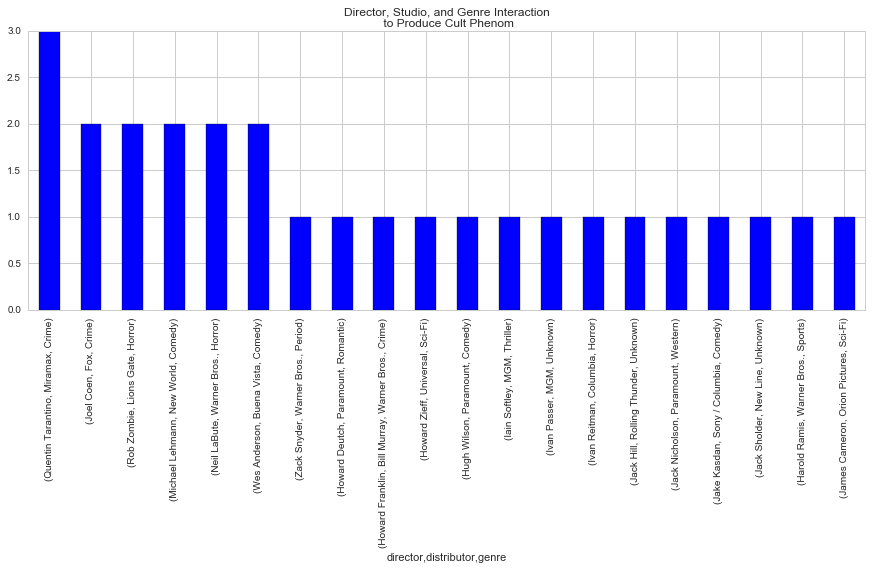 Director, Studio, and Genre Interaction
to Produce Cult Phenom
3.0
2.5
2.0
1.5
1.0
0.5
0.0
(Quentin Tarantino, Miramax, Crime)
(Joel Coen, Fox, Crime)
(Rob Zombie, Lions Gate, Horror)
(Michael Lehmann, New World, Comedy)
(Neil LaBute, Warner Bros., Horror)
(Wes Anderson, Buena Vista, Comedy)
(Zack Snyder, Warner Bros., Period)
(Howard Deutch, Paramount, Romantic)
(Howard Franklin, Bill Murray, Warner Bros., Crime)
(Howard Zieff, Universal, Sci-Fi)
(Hugh Wilson, Paramount, Comedy)
(Iain Softley, MGM, Thriller)
(Ivan Passer, MGM, Unknown)
(Ivan Reitman, Columbia, Horror)
(Jack Hill, Rolling Thunder, Unknown)
(Jack Nicholson, Paramount, Western)
(Jake Kasdan, Sony / Columbia, Comedy)
(Jack Sholder, New Line, Unknown)
(Harold Ramis, Warner Bros., Sports)
(James Cameron, Orion Pictures, Sci-Fi)
director,distributor,genre